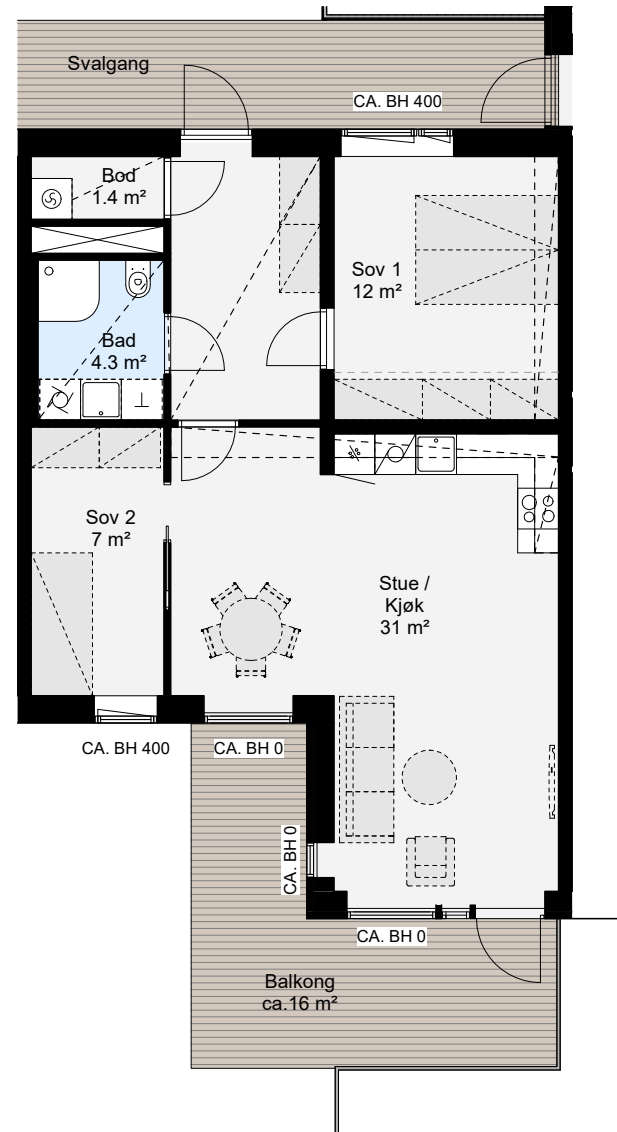 Svalgang
CA. BH 400
Bod
1.4 m²
Sov 1
12 m²
Bad
4.3 m²
Sov 2
7 m²
Stue /
Kjøk
31 m²
CA. BH 400
CA. BH 0
CA. BH 0
CA. BH 0
Balkong
ca.16 m²